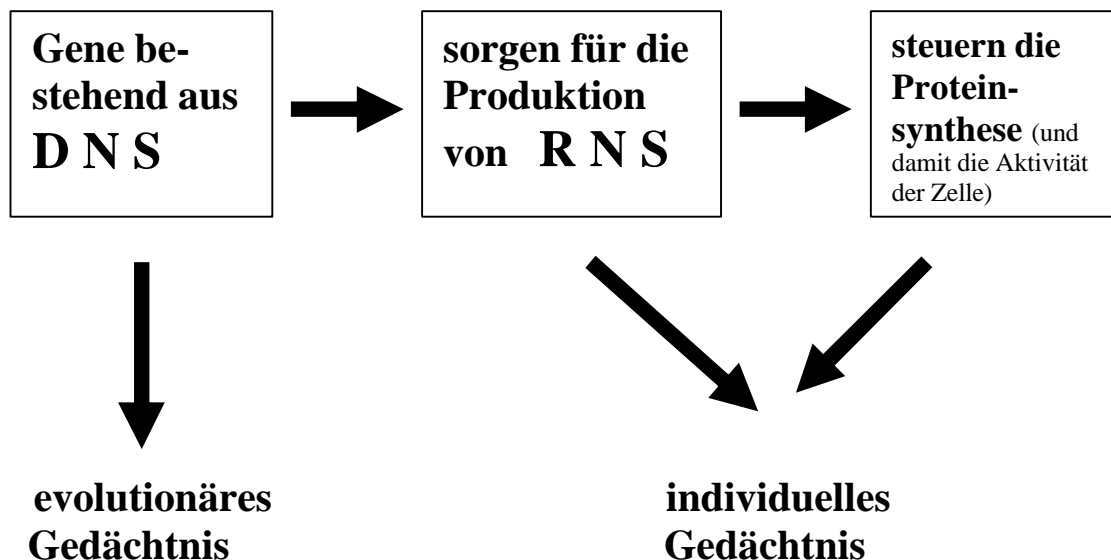 Gene be-
stehend aus
D N S
sorgen für die
Produktion
von R N S
steuern die
Protein-
synthese (und
damit die Aktivität
der Zelle)
evolutionäres
Gedächtnis
individuelles
Gedächtnis